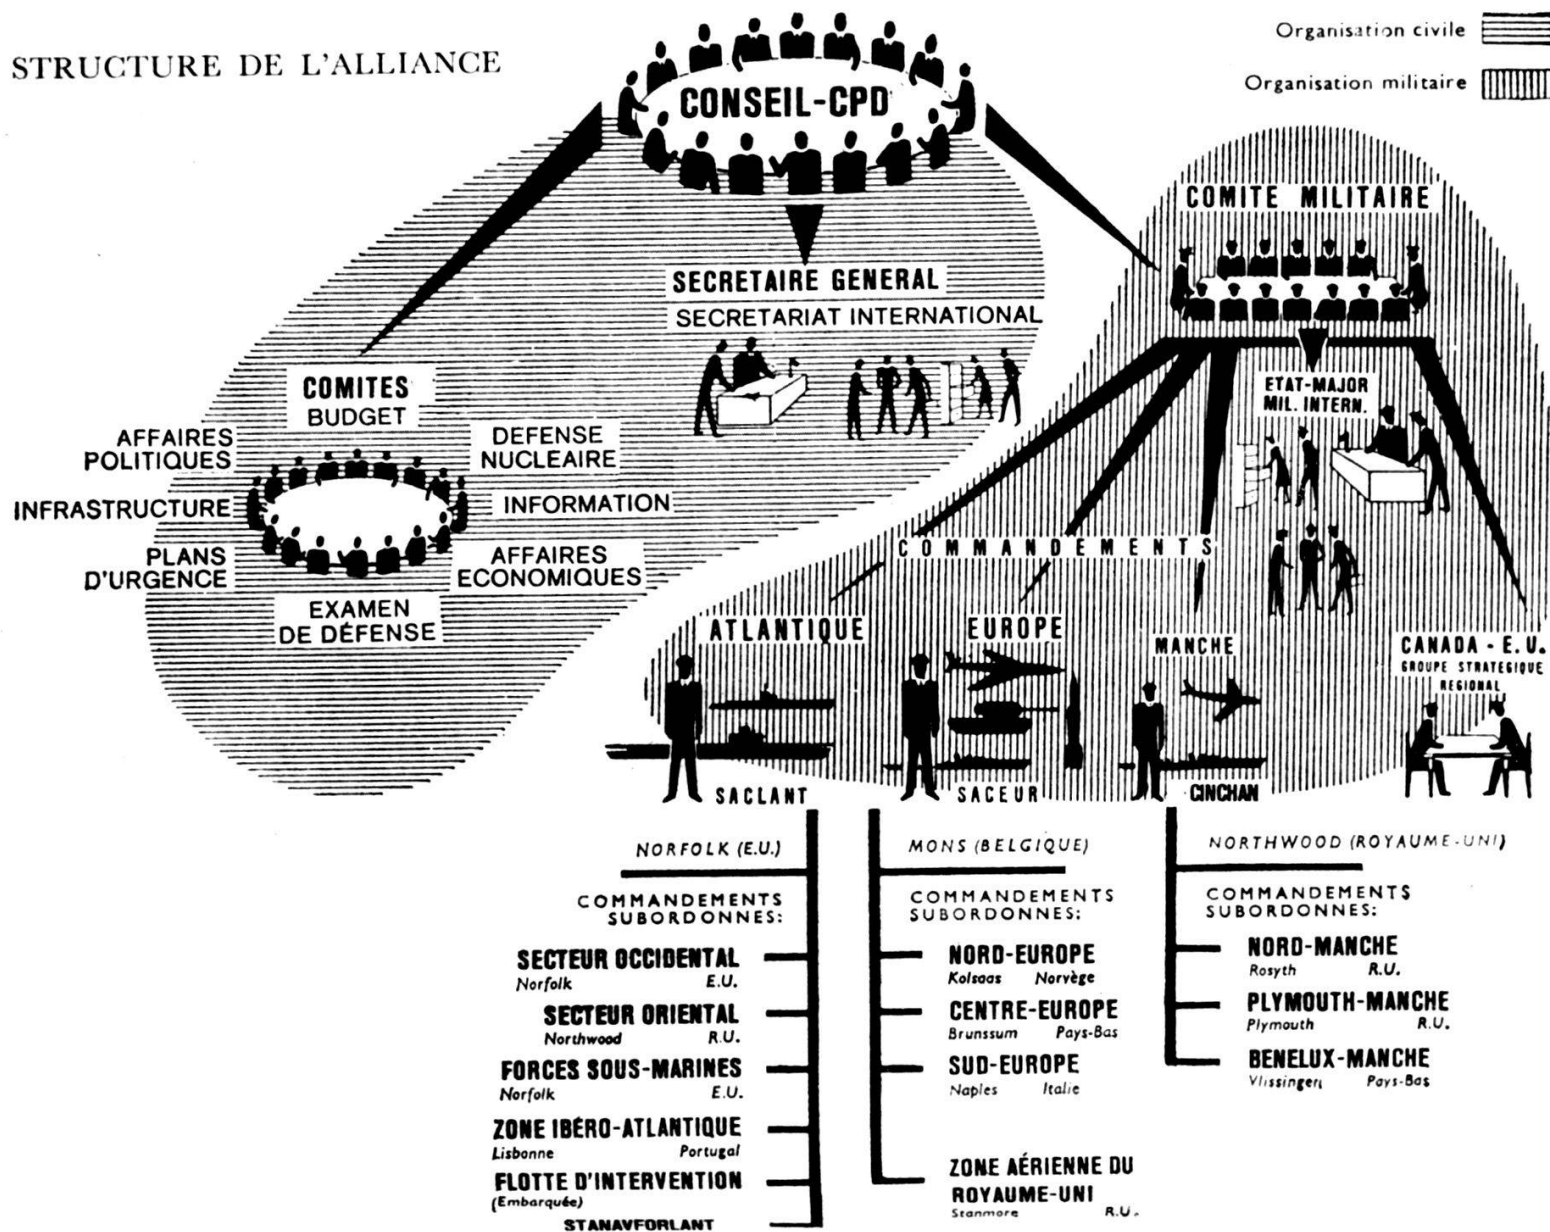 STRUCTURE DE L'ALLIANCE
Organisation civile
Organisation militaire
CONSEIL-CPD
COMITE MILITAIRE
SECRETAIRE GENERAL
SECRETARIAT INTERNATIONAL
ETAT-MAJOR
MIL. INTERN.
COMITES
BUDGET
AFFAIRES
POLITIQUES
DEFENSE
NUCLEAIRE
INFRASTRUCTURE
INFORMATION
PLANS
D'URGENCE
AFFAIRES
ECONOMIQUES
EXAMEN
DE DÉFENSE
COMMANDEMENTS
ATLANTIQUE
EUROPE
MANCHE
CANADA - E.U.
GROUPE STRATEGIQUE
REGIONAL
SACLANT
SACEUR
CINCHAN
NORFOLK (E.U.)
COMMANDEMENTS
SUBORDONNES:
SECTEUR OCCIDENTAL
Norfolk E.U.
SECTEUR ORIENTAL
Northwood R.U.
FORCES SOUS-MARINES
Norfolk E.U.
ZONE IBÉRO-ATLANTIQUE
Lisbonne Portugal
FLOTTE D'INTERVENTION
(Embarquée)
STANAVFORLANT
MONS (BELGIQUE)
COMMANDEMENTS
SUBORDONNES:
NORD-EUROPE
Kolsaas Norvège
CENTRE-EUROPE
Brunssum Pays-Bas
SUD-EUROPE
Naples Italie
ZONE AÉRIENNE DU
ROYAUME-UNI
Stanmore R.U.
NORTHWOOD (ROYAUME-UNI)
COMMANDEMENTS
SUBORDONNES:
NORD-MANCHE
Rosyth R.U.
PLYMOUTH-MANCHE
Plymouth R.U.
BENELUX-MANCHE
Vlissingen Pays-Bas